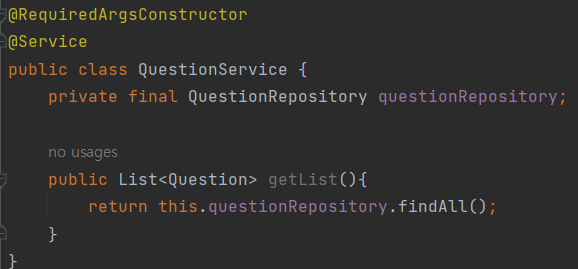 @RequiredArgsConstructor
@Service
public class QuestionService {
    private final QuestionRepository questionRepository;
    no usages
    public List<Question> getList(){
        return this.questionRepository.findAll();
    }
}